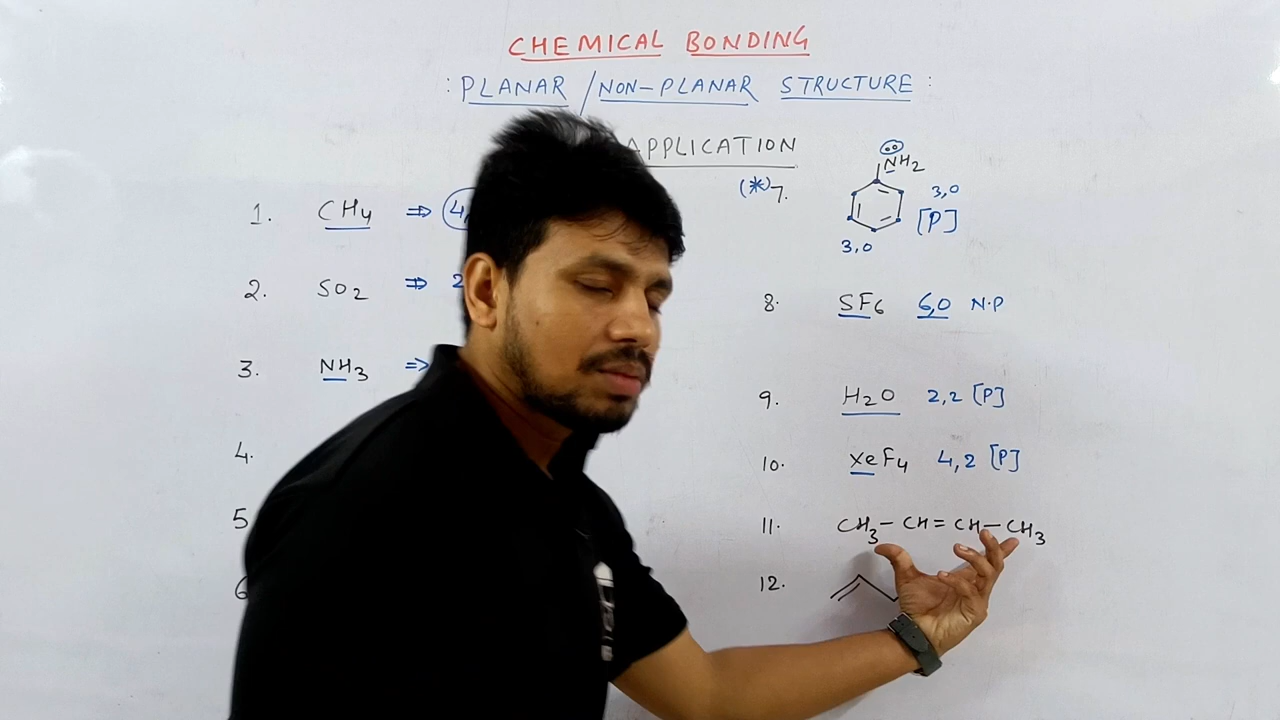 CHEMICAL BONDING
: PLANAR / NON-PLANAR STRUCTURE :
APPLICATION
1. CH4 ⇒ 4,
2. SO2 ⇒ 2
3. NH3 ⇒
4.
5
6
(*)7. NH2 3,0 [P] 3,0
8. SF6 6,0 N.P
9. H2O 2,2 [P]
10. XeF4 4,2 [P]
11. CH3-CH=CH-CH3
12.